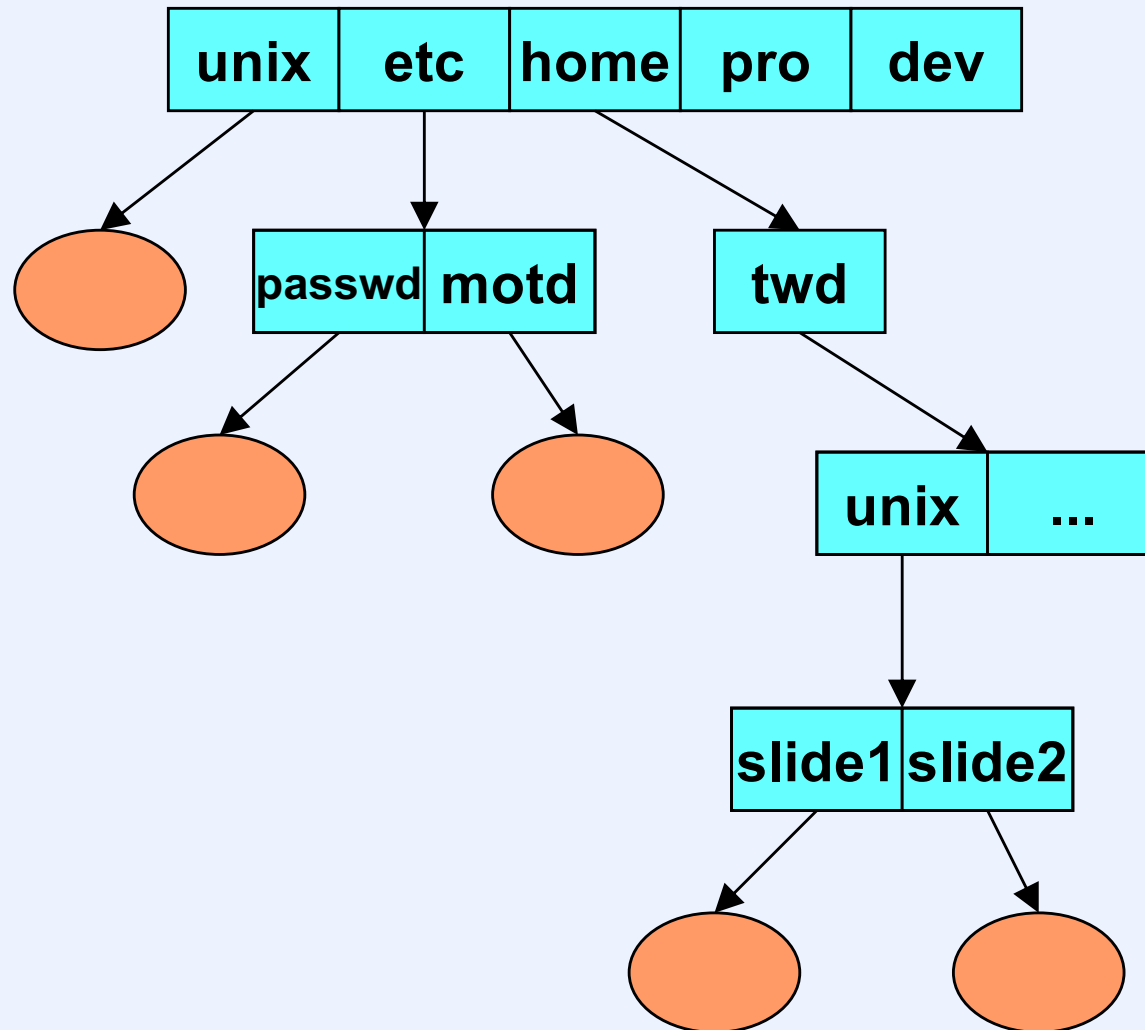 unix etc home pro dev
passwd motd twd
unix ...
slide1 slide2